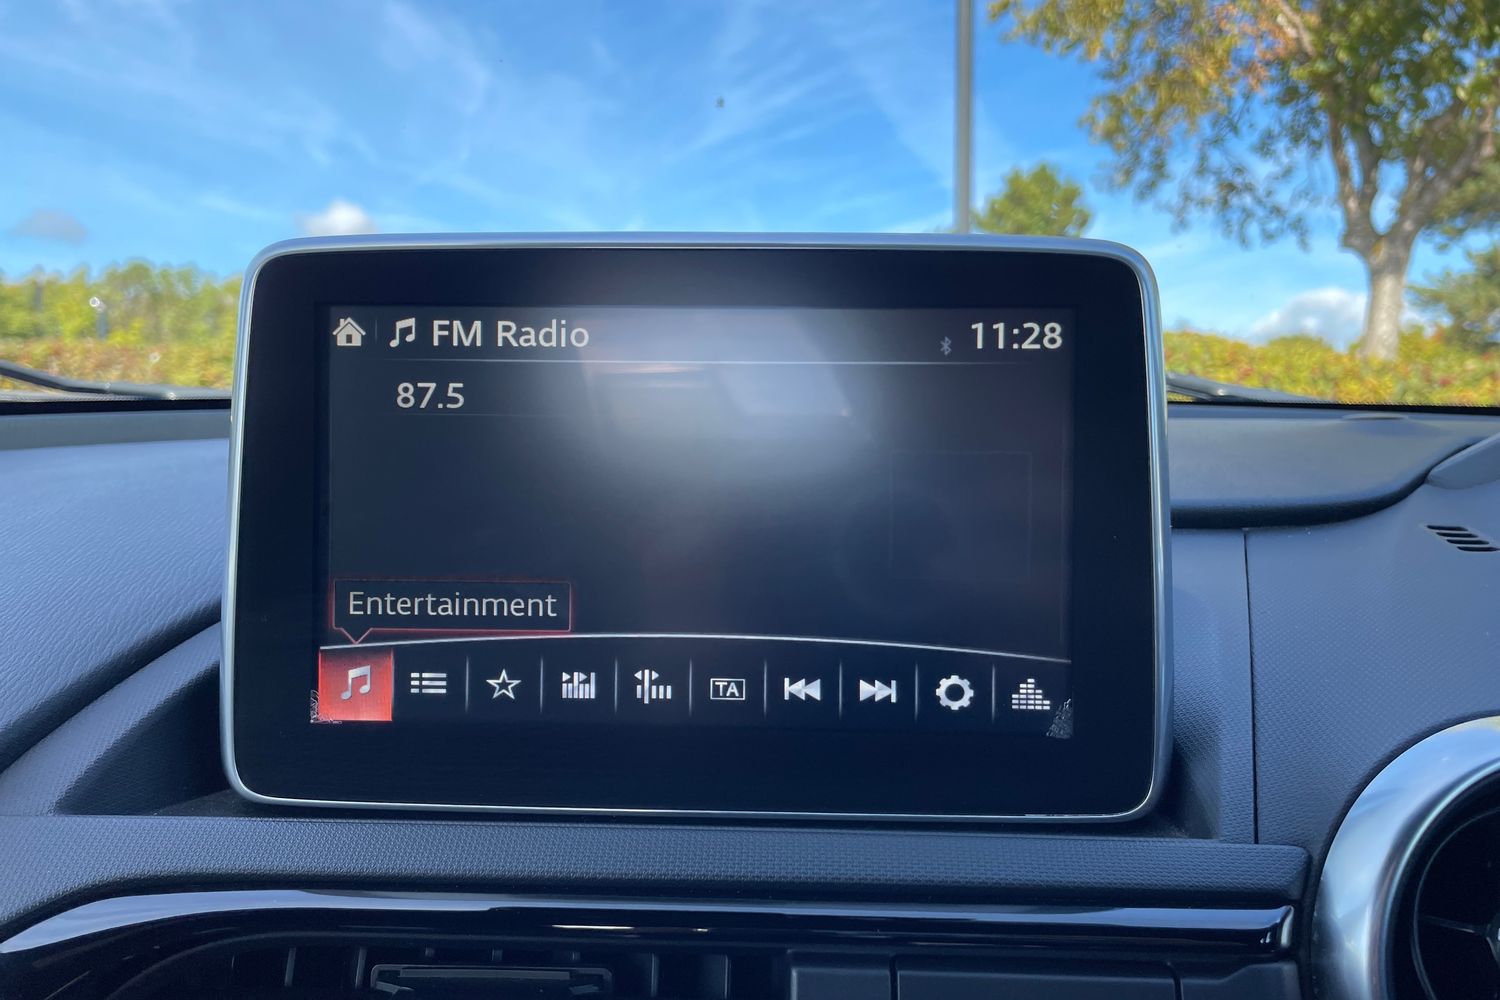 FM Radio 11:28
87.5
Entertainment
TA